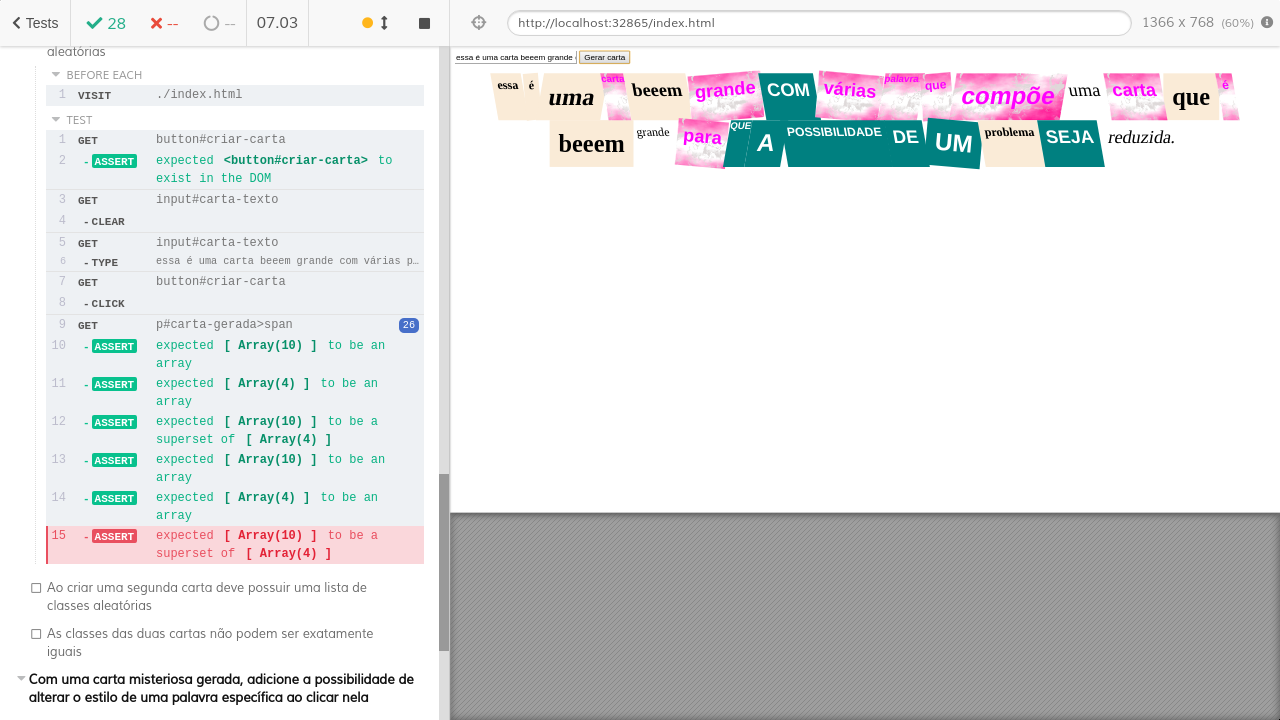 Tests
28
--
--
07.03
http://localhost:32865/index.html
1366 x 768 (60%)
aleatórias
BEFORE EACH
1 VISIT ./index.html
TEST
1 GET button#criar-carta
2 - ASSERT expected <button#criar-carta> to
exist in the DOM
3 GET input#carta-texto
4 - CLEAR
5 GET input#carta-texto
6 - TYPE essa é uma carta beeem grande com várias p…
7 GET button#criar-carta
8 - CLICK
9 GET p#carta-gerada>span 26
10 - ASSERT expected [ Array(10) ] to be an
array
11 - ASSERT expected [ Array(4) ] to be an
array
12 - ASSERT expected [ Array(10) ] to be a
superset of [ Array(4) ]
13 - ASSERT expected [ Array(10) ] to be an
array
14 - ASSERT expected [ Array(4) ] to be an
array
15 - ASSERT expected [ Array(10) ] to be a
superset of [ Array(4) ]
Ao criar uma segunda carta deve possuir uma lista de
classes aleatórias
As classes das duas cartas não podem ser exatamente
iguais
Com uma carta misteriosa gerada, adicione a possibilidade de
alterar o estilo de uma palavra específica ao clicar nela
essa é uma carta beeem grande Gerar carta
essa é uma carta beeem grande COM várias palavra que compõe uma carta que é
beeem grande para QUE A POSSIBILIDADE DE UM problema SEJA reduzida.